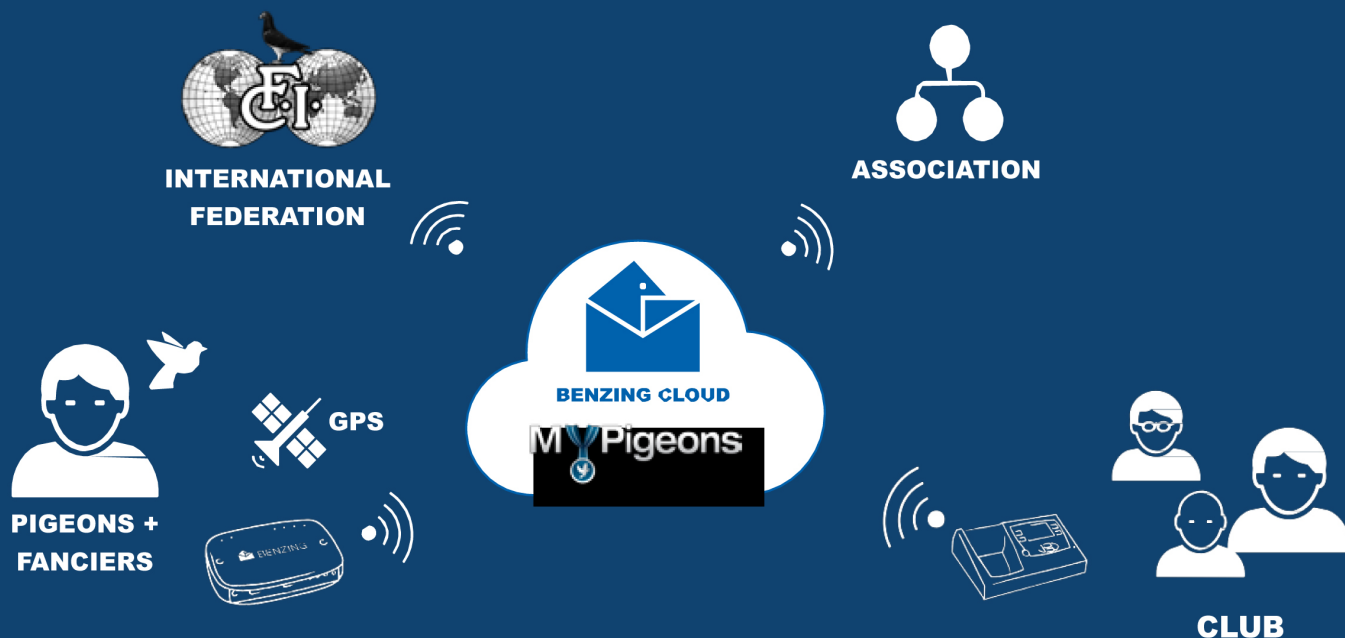 F.C.I.
INTERNATIONAL
FEDERATION
ASSOCIATION
BENZING CLOUD
MYPigeons
GPS
PIGEONS +
FANCIERS
BENZING
CLUB